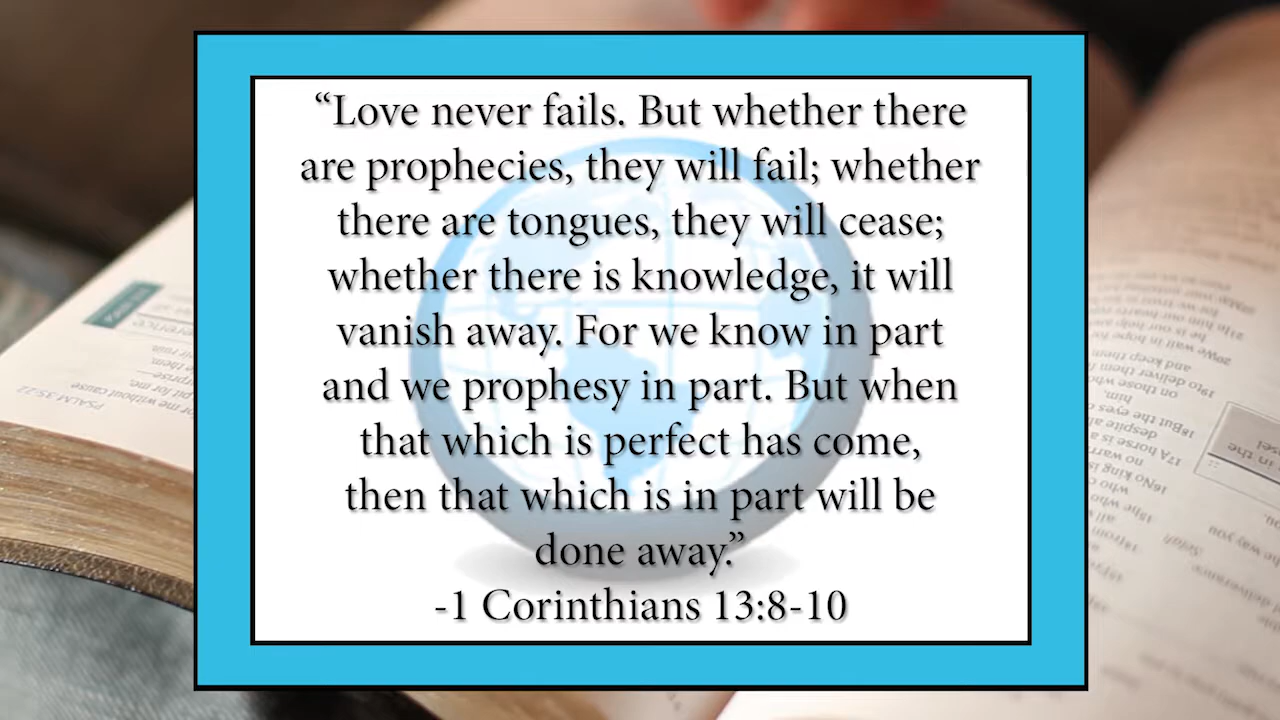 “Love never fails. But whether there
are prophecies, they will fail; whether
there are tongues, they will cease;
whether there is knowledge, it will
vanish away. For we know in part
and we prophesy in part. But when
that which is perfect has come,
then that which is in part will be
done away.”
-1 Corinthians 13:8-10
PSALM 35:22